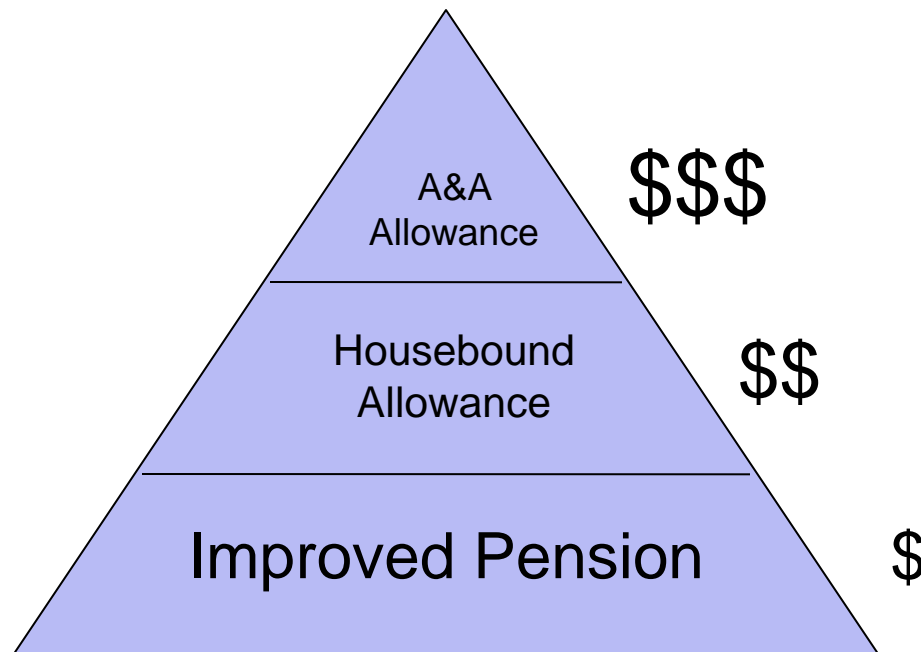 A&A
Allowance
$$$
Housebound
Allowance
$$
Improved Pension
$